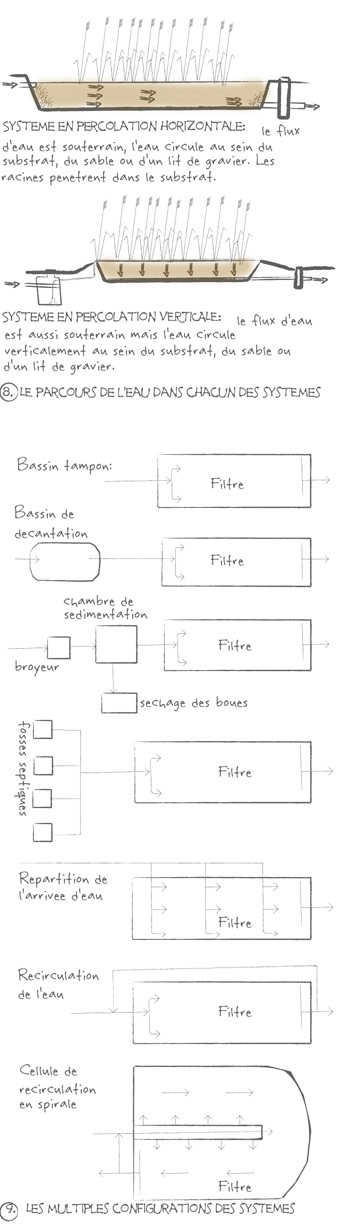 SYSTEME EN PERCOLATION HORIZONTALE: le flux
d'eau est souterrain, l'eau circule au sein du
substrat, du sable ou d'un lit de gravier. Les
racines penetrent dans le substrat.
SYSTEME EN PERCOLATION VERTICALE: le flux d'eau
est aussi souterrain mais l'eau circule
verticalement au sein du substrat, du sable ou
d'un lit de gravier.
8. LE PARCOURS DE L'EAU DANS CHACUN DES SYSTEMES
Bassin tampon:
Filtre
Bassin de
decantation
Filtre
chambre de
sedimentation
Filtre
broyeur
sechage des boues
fosses septiques
Filtre
Repartition de
l'arrivee d'eau
Filtre
Recirculation
de l'eau
Filtre
Cellule de
recirculation
en spirale
Filtre
9. LES MULTIPLES CONFIGURATIONS DES SYSTEMES